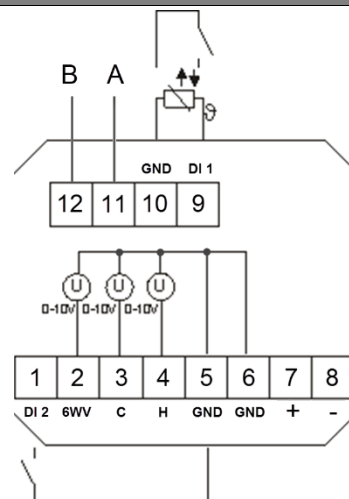 B A
GND DI 1
12 11 10 9
U U U
0-10V 0-10V 0-10V
1 2 3 4 5 6 7 8
DI 2 6WV C H GND GND + -